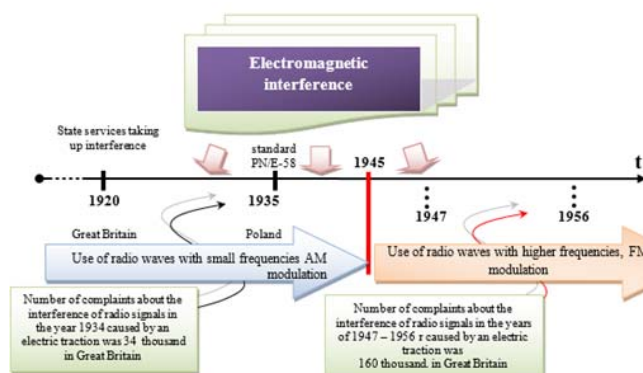 Electromagnetic
interference
State services taking
up interference
standard
PN/E-58
1945
t
1920
1935
1947
1956
Great Britain
Poland
Use of radio waves with small frequencies AM
modulation
Use of radio waves with higher frequencies, FM
modulation
Number of complaints about the
interference of radio signals in
the year 1934 caused by an
electric traction was 34 thousand
in Great Britain
Number of complaints about the
interference of radio signals in the years
of 1947 – 1956 r caused by an electric
traction was
160 thousand. in Great Britain